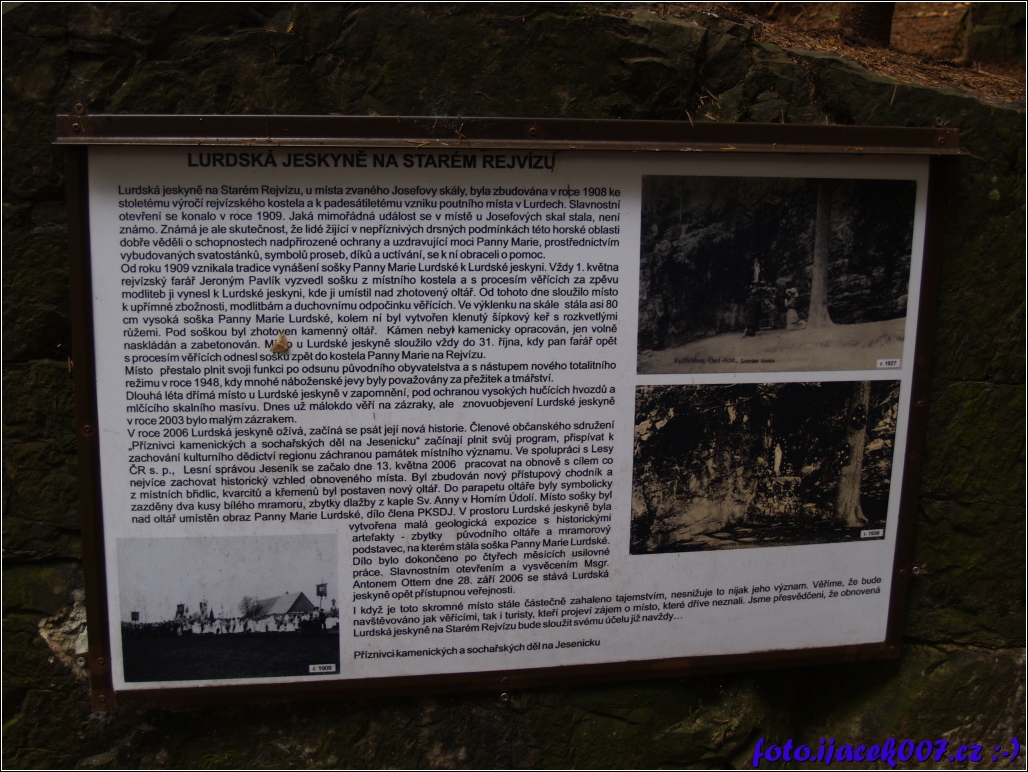 LURDSKÁ JESKYNĚ NA STARÉM REJVÍZU
Lurdská jeskyně na Starém Rejvízu, u místa zvaného Josefovy skály, byla zbudována v roce 1908 ke
stoletému výročí rejvízského kostela a k padesátiletému vzniku poutního místa v Lurdech. Slavnostní
otevření se konalo v roce 1909. Jaká mimořádná událost se v místě u Josefových skal stala, není
známo. Známá je ale skutečnost, že lidé žijící v nepříznivých drsných podmínkách této horské oblasti
dobře věděli o schopnostech nadpřirozené ochrany a uzdravující moci Panny Marie, prostřednictvím
vybudovaných svatostánků, symbolů proseb, díků a uctívání, se k ní obraceli o pomoc.
Od roku 1909 vznikala tradice vynášení sošky Panny Marie Lurdské k Lurdské jeskyni. Vždy 1. května
rejvízský farář Jeroným Pavlík vyzvedl sošku z místního kostela a s procesím věřících za zpěvu
modliteb ji vynesl k Lurdské jeskyni, kde ji umístil nad zhotovený oltář. Od tohoto dne sloužilo místo
k upřímné zbožnosti, modlitbám a duchovnímu odpočinku věřících. Ve výklenku na skále stála asi 80
cm vysoká soška Panny Marie Lurdské, kolem ní byl vytvořen klenutý šípkový keř s rozkvetlými
růžemi. Pod soškou byl zhotoven kamenný oltář. Kámen nebyl kamenicky opracován, jen volně
naskládán a zabetonován. Místo u Lurdské jeskyně sloužilo vždy do 31. října, kdy pan farář opět
s procesím věřících odnesl sošku zpět do kostela Panny Marie na Rejvízu.
Místo přestalo plnit svoji funkci po odsunu původního obyvatelstva a s nástupem nového totalitního
režimu v roce 1948, kdy mnohé náboženské jevy byly považovány za přežitek a tmářství.
Dlouhá léta dřímá místo u Lurdské jeskyně v zapomnění, pod ochranou vysokých hučících hvozdů a
mlčícího skalního masívu. Dnes už málokdo věří na zázraky, ale znovuobjevení Lurdské jeskyně
v roce 2003 bylo malým zázrakem.
V roce 2006 Lurdská jeskyně ožívá, začíná se psát její nová historie. Členové občanského sdružení
„Příznivci kamenických a sochařských děl na Jesenicku“ začínají plnit svůj program, přispívat k
zachování kulturního dědictví regionu záchranou památek místního významu. Ve spolupráci s Lesy
ČR s. p., Lesní správou Jeseník se začalo dne 13. května 2006 pracovat na obnově s cílem co
nejvíce zachovat historický vzhled obnoveného místa. Byl zbudován nový přístupový chodník a
z místních břidlic, kvarcitů a křemenů byl postaven nový oltář. Do parapetu oltáře byly symbolicky
zazděny dva kusy bílého mramoru, zbytky dlažby z kaple Sv. Anny v Horním Údolí. Místo sošky byl
nad oltář umístěn obraz Panny Marie Lurdské, dílo člena PKSDJ. V prostoru Lurdské jeskyně byla
vytvořena malá geologická expozice s historickými
artefakty - zbytky původního oltáře a mramorový
podstavec, na kterém stála soška Panny Marie Lurdské.
Dílo bylo dokončeno po čtyřech měsících usilovné
práce. Slavnostním otevřením a vysvěcením Msgr.
Antonem Ottem dne 28. září 2006 se stává Lurdská
jeskyně opět přístupnou veřejnosti.
I když je toto skromné místo stále částečně zahaleno tajemstvím, nesnižuje to nijak jeho význam. Věříme, že bude
navštěvováno jak věřícími, tak i turisty, kteří projeví zájem o místo, které dříve neznali. Jsme přesvědčeni, že obnovená
Lurdská jeskyně na Starém Rejvízu bude sloužit svému účelu již navždy…
Příznivci kamenických a sochařských děl na Jesenicku
r. 1927
r. 1938
r. 1909
foto.ijacek007.cz :-)